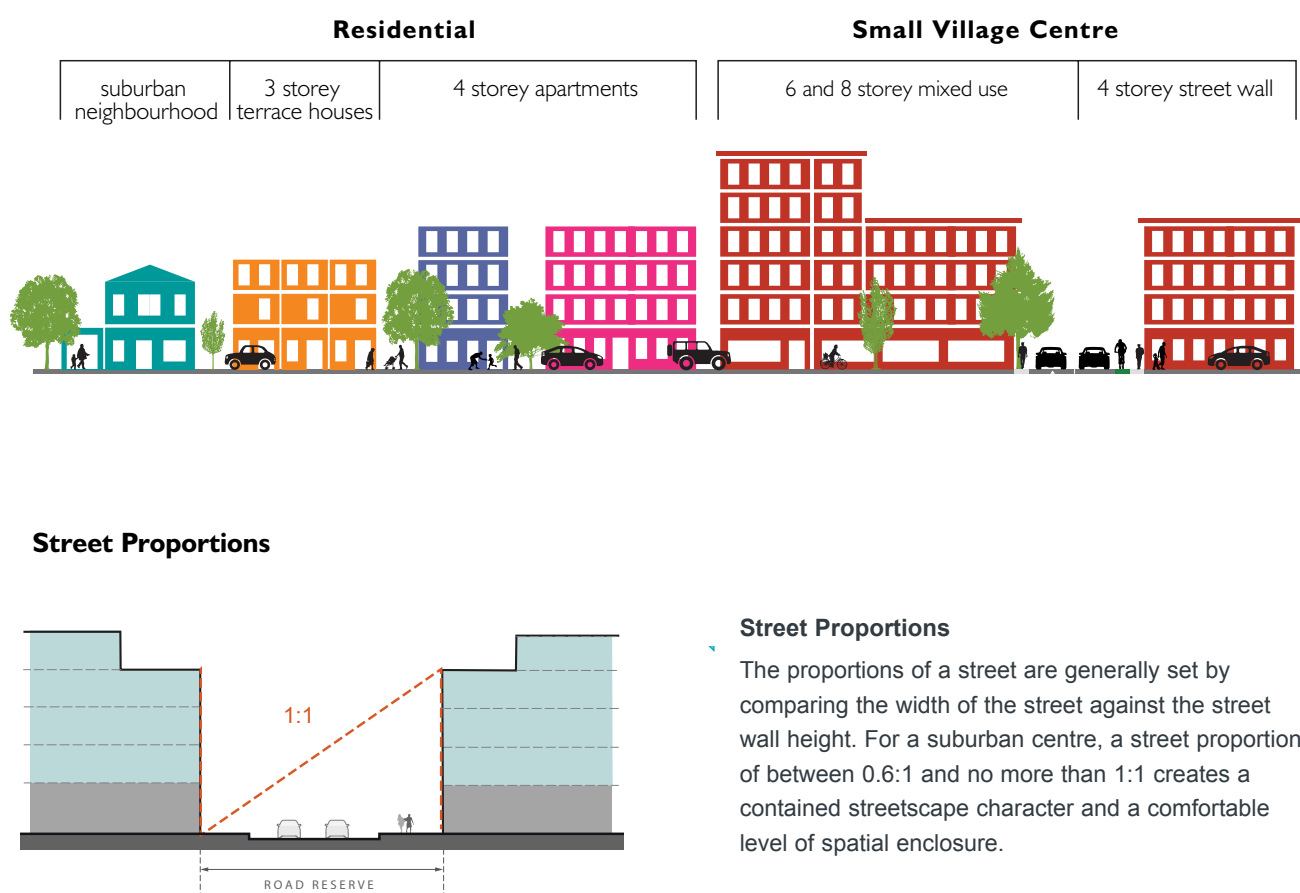 Residential
Small Village Centre
suburban
neighbourhood
3 storey
terrace houses
4 storey apartments
6 and 8 storey mixed use
4 storey street wall
Street Proportions
1:1
ROAD RESERVE
Street Proportions
The proportions of a street are generally set by
comparing the width of the street against the street
wall height. For a suburban centre, a street proportion
of between 0.6:1 and no more than 1:1 creates a
contained streetscape character and a comfortable
level of spatial enclosure.